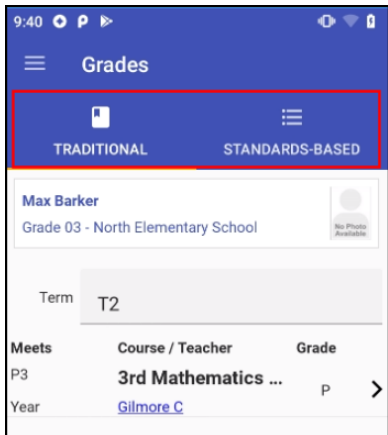 9:40
Grades
TRADITIONAL STANDARDS-BASED
Max Barker
Grade 03 - North Elementary School
No Photo
Available
Term T2
Meets Course / Teacher Grade
P3 3rd Mathematics ... P
Year Gilmore C